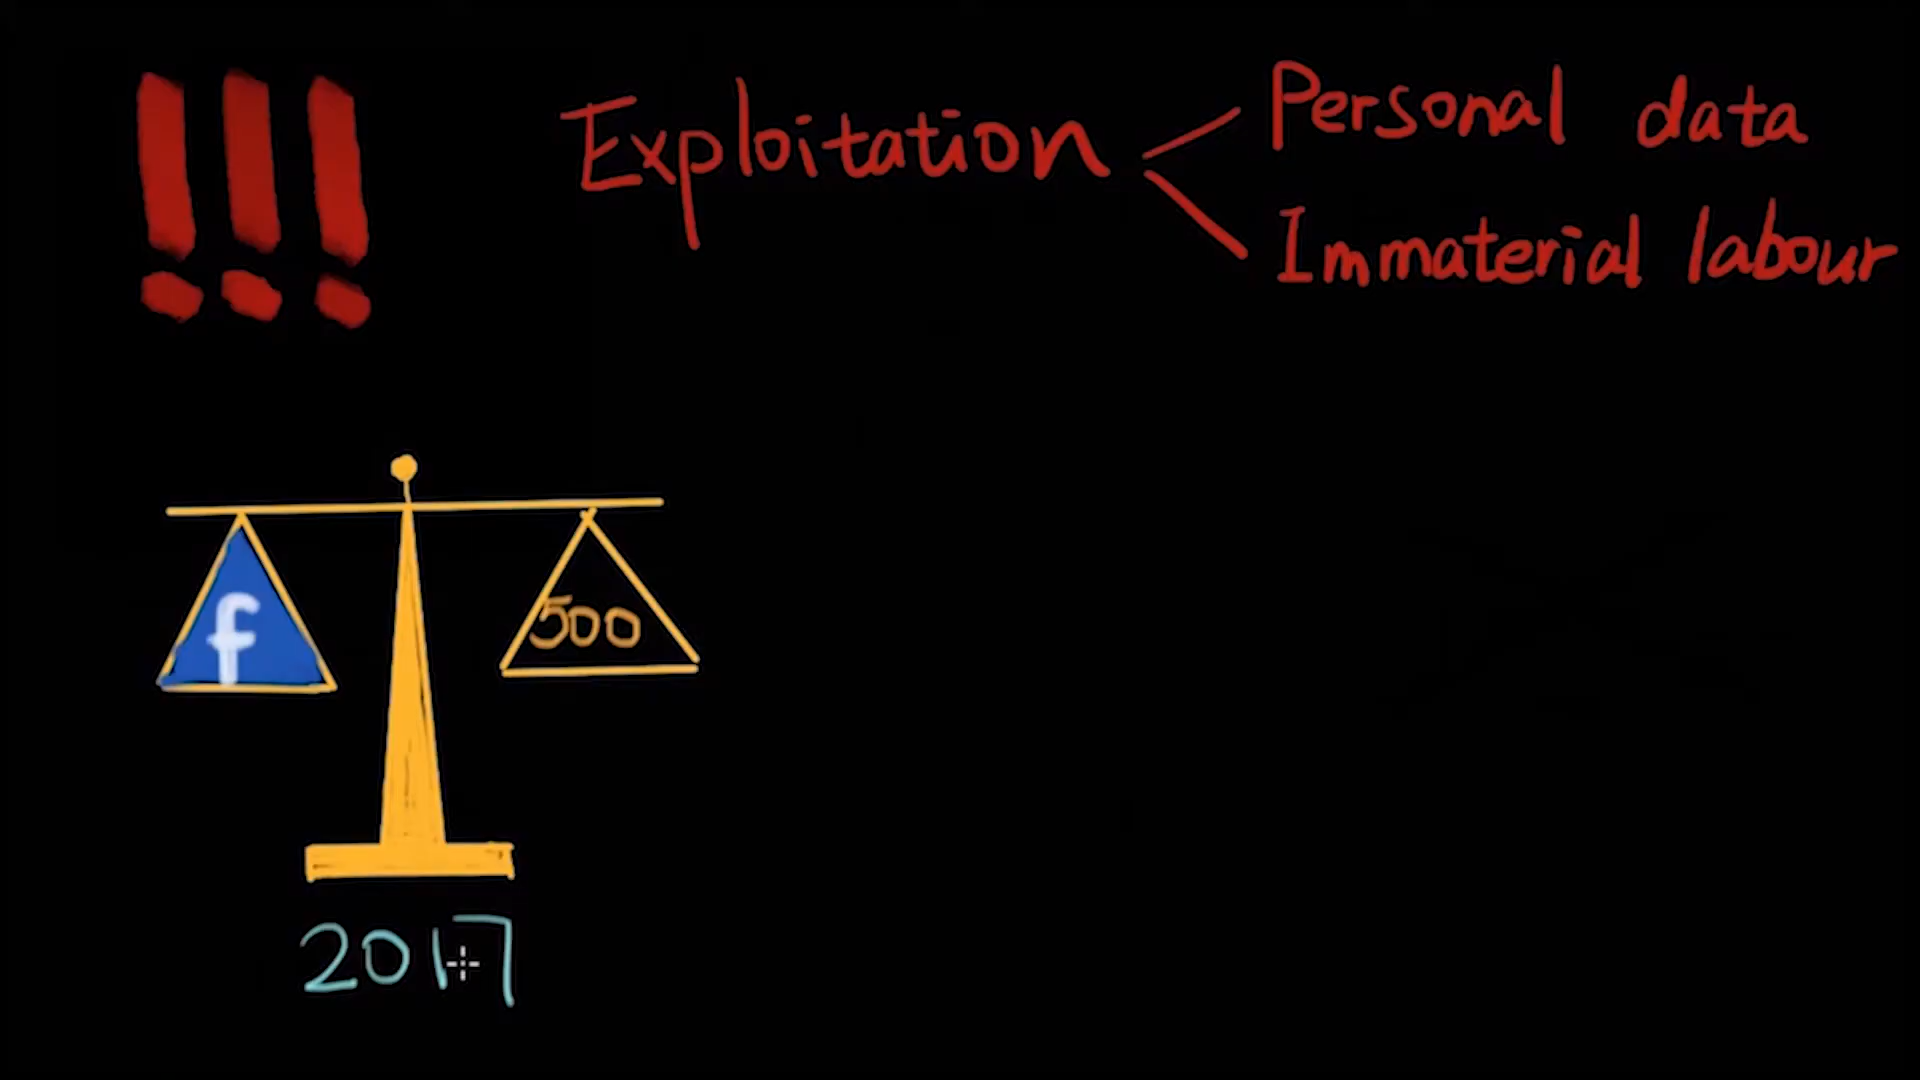 !!!
Exploitation
Personal data
Immaterial labour
f
500
2017